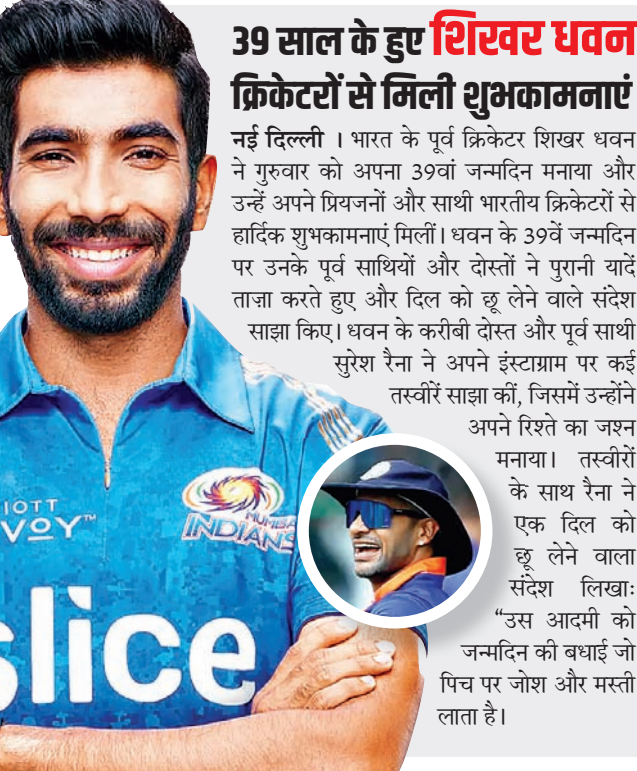 39 साल के हुए शिखर धवन
क्रिकेटरों से मिली शुभकामनाएं
नई दिल्ली । भारत के पूर्व क्रिकेटर शिखर धवन
ने गुरुवार को अपना 39वां जन्मदिन मनाया और
उन्हें अपने प्रियजनों और साथी भारतीय क्रिकेटरों से
हार्दिक शुभकामनाएं मिलीं। धवन के 39वें जन्मदिन
पर उनके पूर्व साथियों और दोस्तों ने पुरानी यादें
ताज़ा करते हुए और दिल को छू लेने वाले संदेश
साझा किए। धवन के करीबी दोस्त और पूर्व साथी
सुरेश रैना ने अपने इंस्टाग्राम पर कई
तस्वीरें साझा कीं, जिसमें उन्होंने
अपने रिश्ते का जश्न
मनाया। तस्वीरों
के साथ रैना ने
एक दिल को
छू लेने वाला
संदेश लिखाः
“उस आदमी को
जन्मदिन की बधाई जो
पिच पर जोश और मस्ती
लाता है।
IOTT
VOY™
MUMBAI
INDIANS
slice